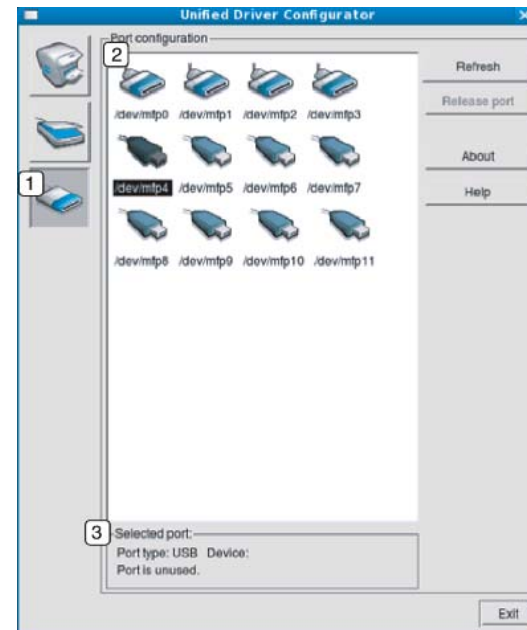 Unified Driver Configurator
Port configuration
2
/dev/mfp0 /dev/mfp1 /dev/mfp2 /dev/mfp3
/dev/mfp4 /dev/mfp5 /dev/mfp6 /dev/mfp7
/dev/mfp8 /dev/mfp9 /dev/mfp10 /dev/mfp11
1
Refresh
Release port
About
Help
3
Selected port:
Port type: USB Device:
Port is unused.
Exit